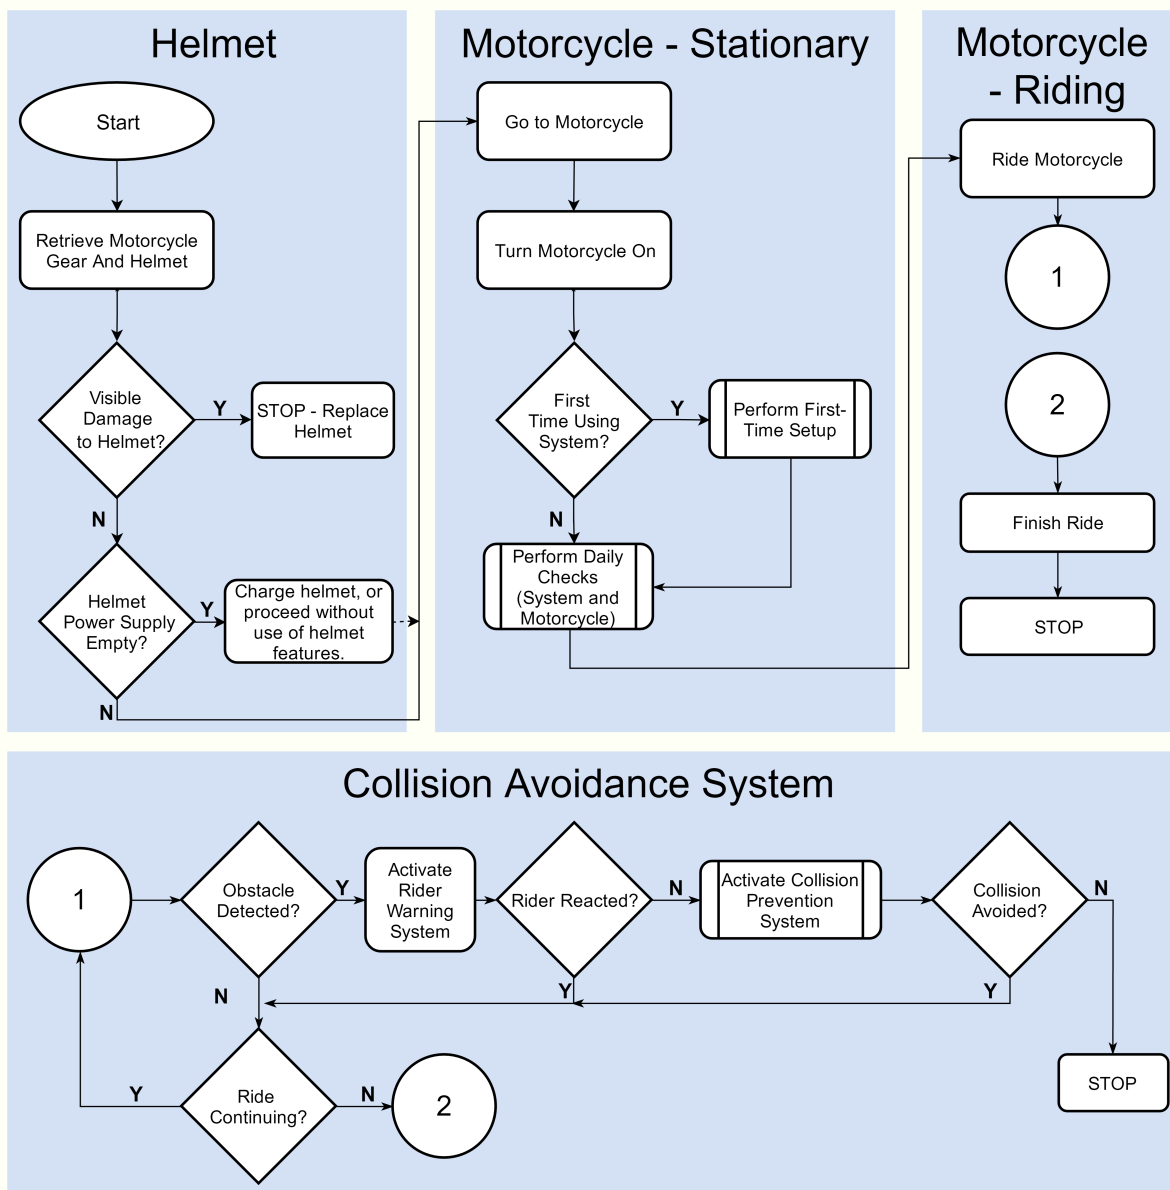 Helmet
Start
Retrieve Motorcycle
Gear And Helmet
Visible
Damage
to Helmet?
Y
STOP - Replace
Helmet
N
Helmet
Power Supply
Empty?
Y
Charge helmet, or
proceed without
use of helmet
features.
N
Motorcycle - Stationary
Go to Motorcycle
Turn Motorcycle On
First
Time Using
System?
Y
Perform First-
Time Setup
N
Perform Daily
Checks
(System and
Motorcycle)
Motorcycle
- Riding
Ride Motorcycle
1
2
Finish Ride
STOP
Collision Avoidance System
1
Obstacle
Detected?
Y
Activate
Rider
Warning
System
Rider Reacted?
N
Activate Collision
Prevention
System
Collision
Avoided?
N
N
Y
Y
Y
Ride
Continuing?
N
2
STOP